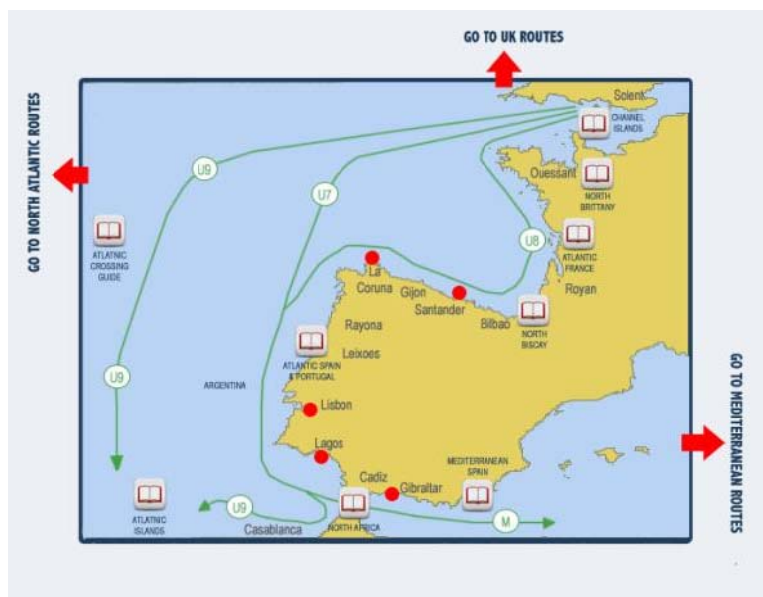 GO TO UK ROUTES
GO TO NORTH ATLANTIC ROUTES
Solent
CHANNEL
ISLANDS
U9
U7
Ouessant
NORTH
BRITTANY
ATLATNIC
CROSSING
GUIDE
U8
ATLANTIC
FRANCE
La
Coruna
Gijon
Santander
Royan
Bilbao
NORTH
BISCAY
Rayona
Leixoes
ATLANTIC SPAIN
& PORTUGAL
U9
ARGENTINA
Lisbon
GO TO MEDITERRANEAN ROUTES
Lagos
MEDITERRANEAN
SPAIN
Cadiz
Gibraltar
ATLATNIC
ISLANDS
U9
Casablanca
NORTH AFRICA
M